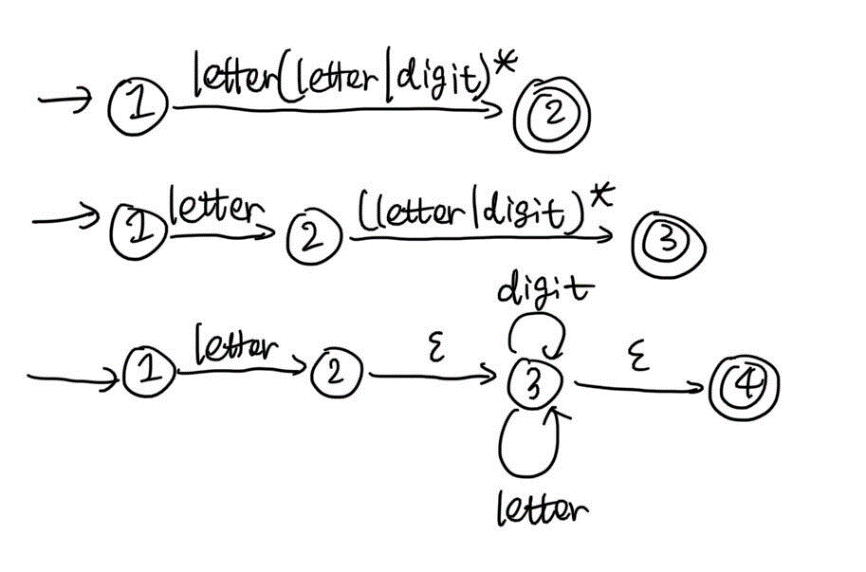 letter(letter|digit)*
1 2
letter (letter|digit)*
1 2 3
digit
letter ε ε
1 2 3 4
letter